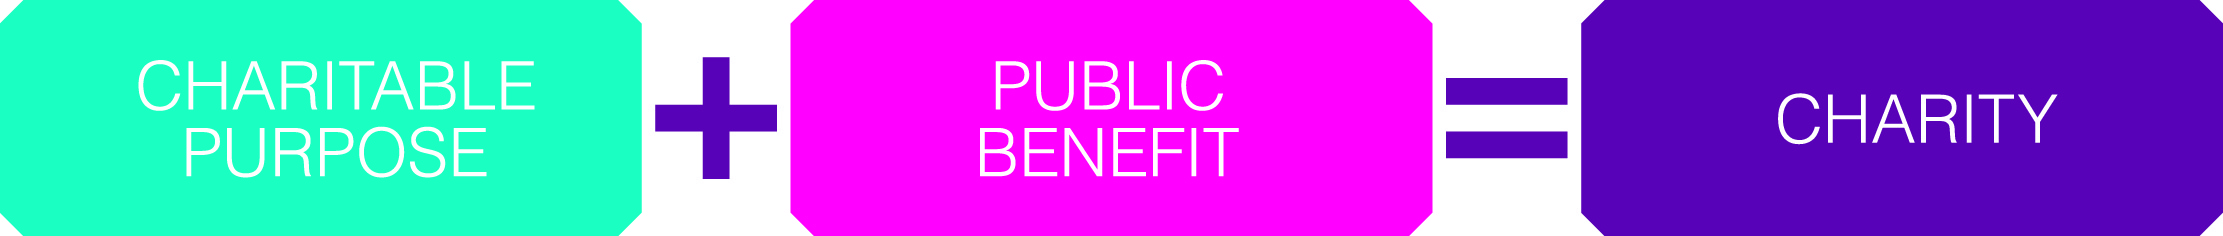 CHARITABLE
PURPOSE
+
PUBLIC
BENEFIT
=
CHARITY